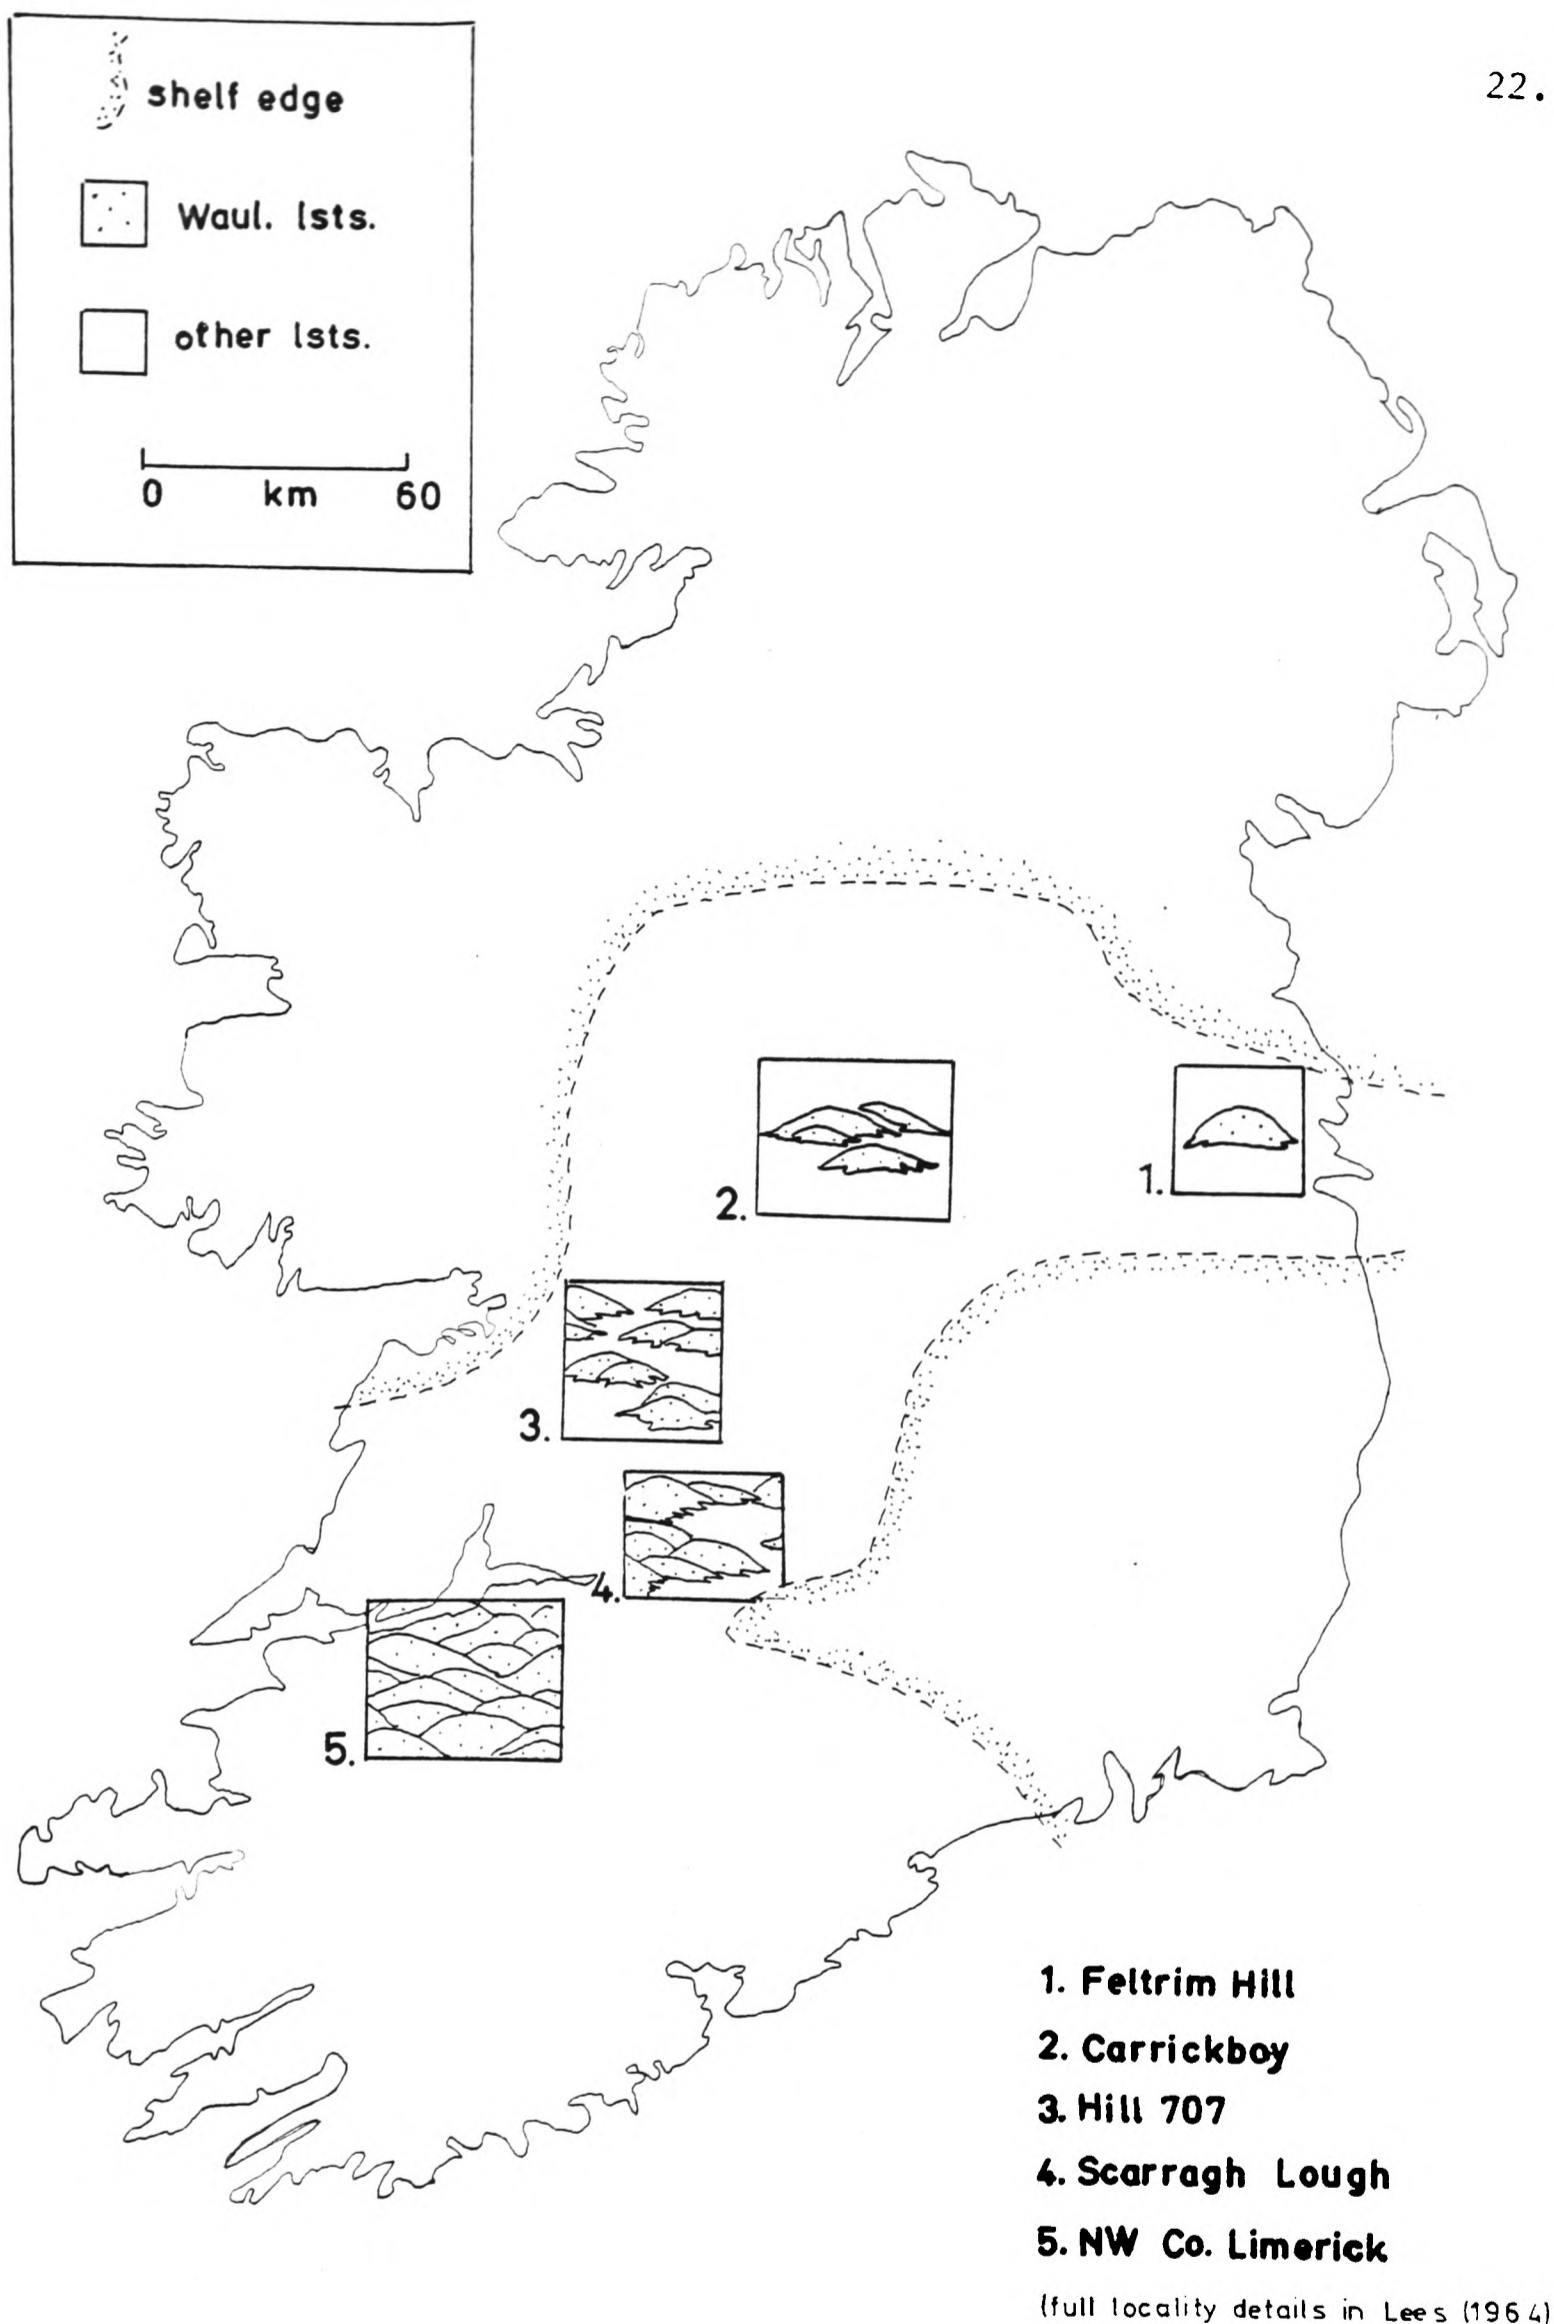 22.
shelf edge
Waul. lsts.
other lsts.
0 km 60
1.
2.
3.
4.
5.
1. Feltrim Hill
2. Carrickboy
3. Hill 707
4. Scarragh Lough
5. NW Co. Limerick
(full locality details in Lees (1964)